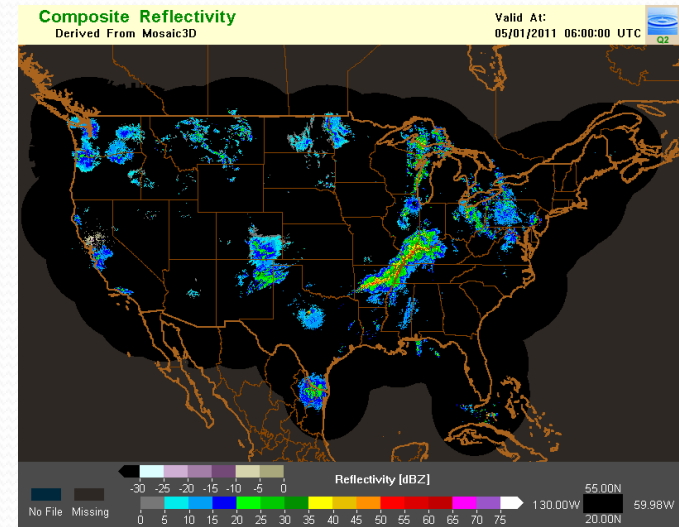 Composite Reflectivity
Derived From Mosaic3D
Valid At:
05/01/2011 06:00:00 UTC
Q2
-30 -25 -20 -15 -10 -5 0
Reflectivity [dBZ]
No File Missing
0 5 10 15 20 25 30 35 40 45 50 55 60 65 70 75
55.00N
130.00W 59.98W
20.00N